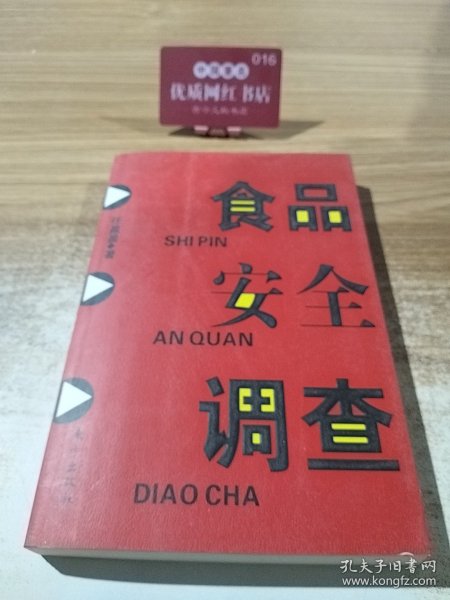 016
优质网红书店
食品
SHI PIN
安全
AN QUAN
调查
DIAO CHA
著
孔夫子旧书网
www.kongfz.com